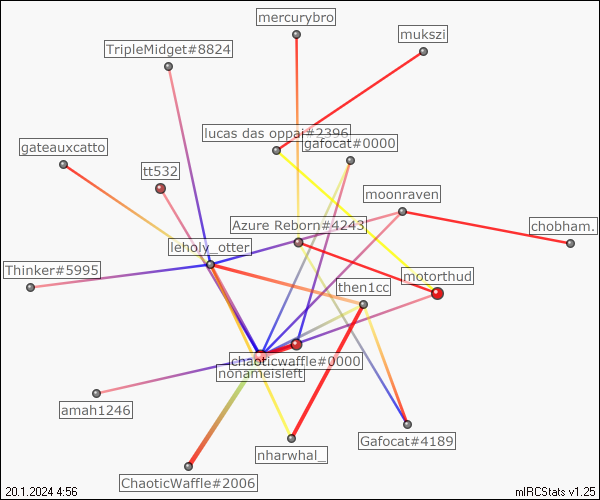 mercurybro
mukszi
TripleMidget#8824
lucas das oppai#2396
gafocat#0000
gateauxcatto
tt532
moonraven
Azure Reborn#4243
chobham.
leholy_otter
Thinker#5995
motorthud
then1cc
chaoticwaffle#0000
nonameisleft
amah1246
Gafocat#4189
nharwhal_
ChaoticWaffle#2006
20.1.2024 4:56
mIRCStats v1.25